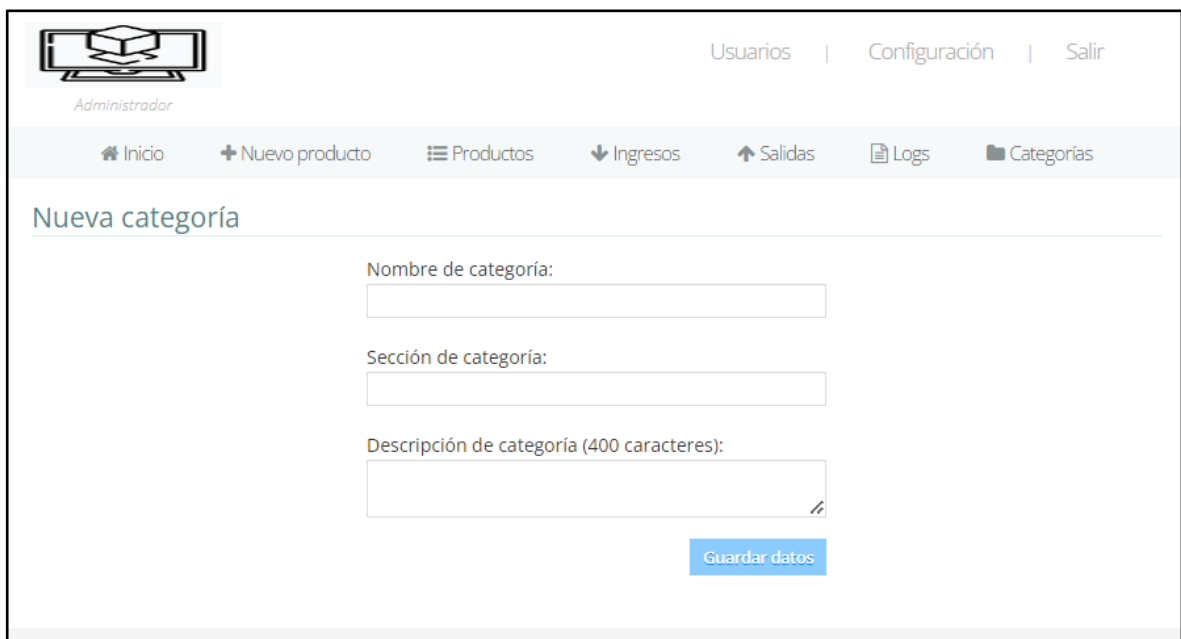 Usuarios | Configuración | Salir
Administrador
Inicio Nuevo producto Productos Ingresos Salidas Logs Categorías
Nueva categoría
Nombre de categoría:
Sección de categoría:
Descripción de categoría (400 caracteres):
Guardar datos